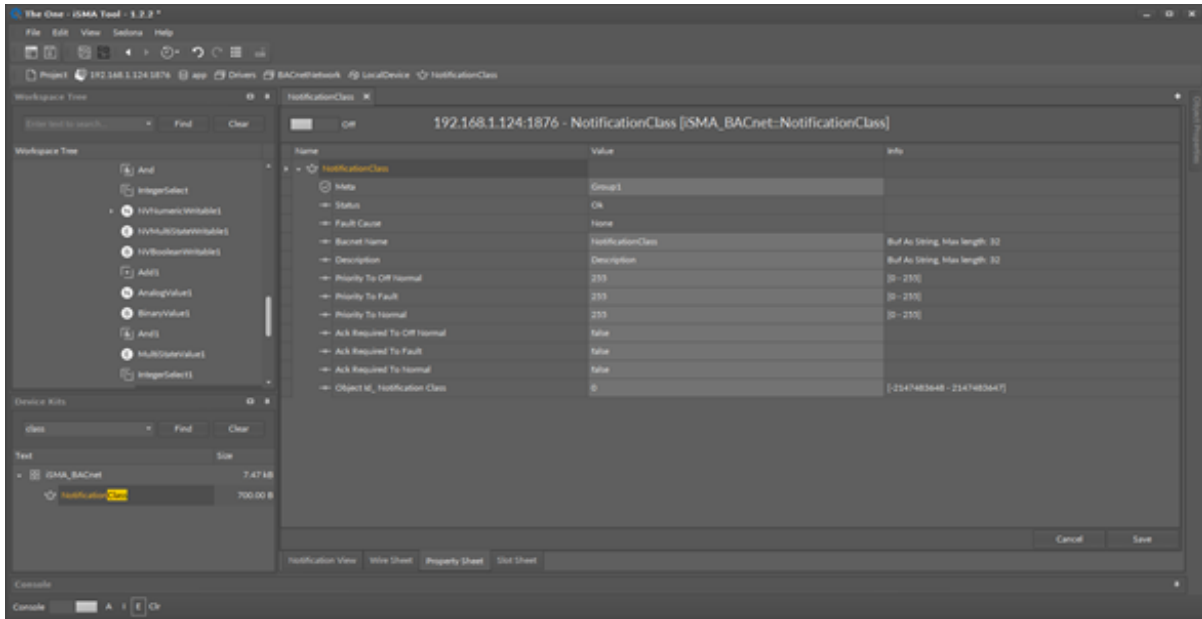 The One - iSMA Tool - 1.2.2 *
File Edit View Sedona Help
Project 192.168.1.124:1876 app Drivers BACnetNetwork LocalDevice NotificationClass
Workspace Tree
NotificationClass
Enter text to search... Find Clear
Off
192.168.1.124:1876 - NotificationClass [iSMA_BACnet::NotificationClass]
Object Properties
Workspace Tree
Name Value Info
And
IntegerSelect
NVNumericWritable1
NVMultiStateWritable1
NVBooleanWritable1
Add1
AnalogValue1
BinaryValue1
And1
MultiStateValue1
IntegerSelect1
NotificationClass
Meta Group1
Status Ok
Fault Cause None
Bacnet Name NotificationClass Buf As String, Max length: 32
Description Description Buf As String, Max length: 32
Priority To Off Normal 255 [0 - 255]
Priority To Fault 255 [0 - 255]
Priority To Normal 255 [0 - 255]
Ack Required To Off Normal false
Ack Required To Fault false
Ack Required To Normal false
Object Id_ Notification Class 0 [-2147483648 - 2147483647]
Device Kits
class Find Clear
Text Size
iSMA_BACnet 7.47 kB
NotificationClass 700.00 B
Cancel Save
Notification View Wire Sheet Property Sheet Slot Sheet
Console
Console A I E Clr